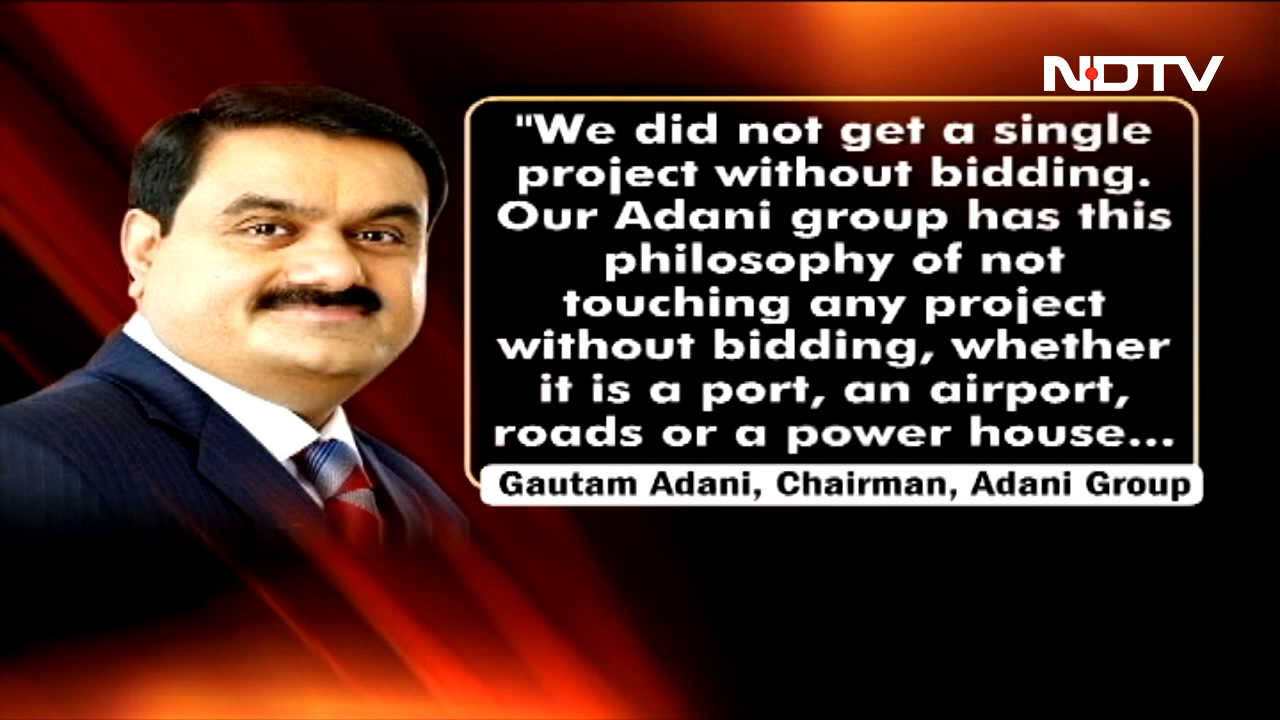 NDTV
"We did not get a single
project without bidding.
Our Adani group has this
philosophy of not
touching any project
without bidding, whether
it is a port, an airport,
roads or a power house...
Gautam Adani, Chairman, Adani Group